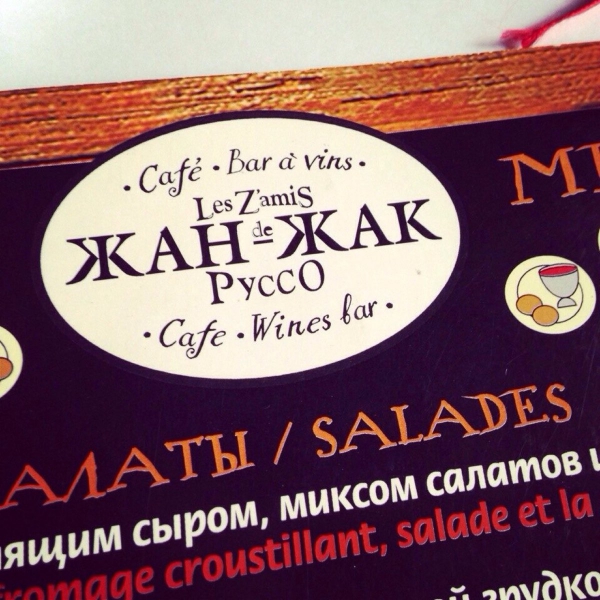 • Café • Bar à vins •
Les Z'amis
ЖАН de ЖАК
Руссо
• Cafe • Wines bar •
АЛАТЫ / SALADES
ящим сыром, миксом салатов
fromage croustillant, salade et la
грудко